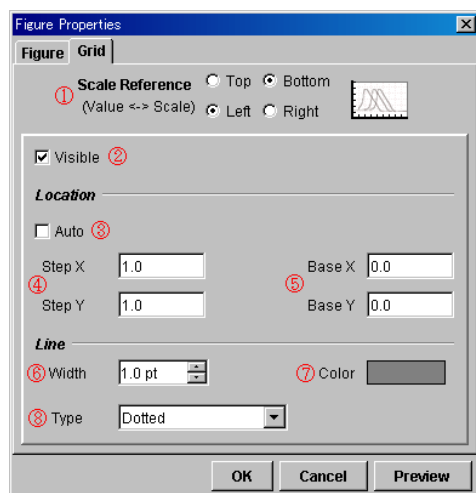 Figure Properties
Figure Grid
① Scale Reference Top Bottom
(Value <-> Scale) Left Right
Visible ②
Location
Auto ③
④ Step X 1.0 ⑤ Base X 0.0
Step Y 1.0 Base Y 0.0
Line
⑥ Width 1.0 pt ⑦ Color
⑧ Type Dotted
OK Cancel Preview